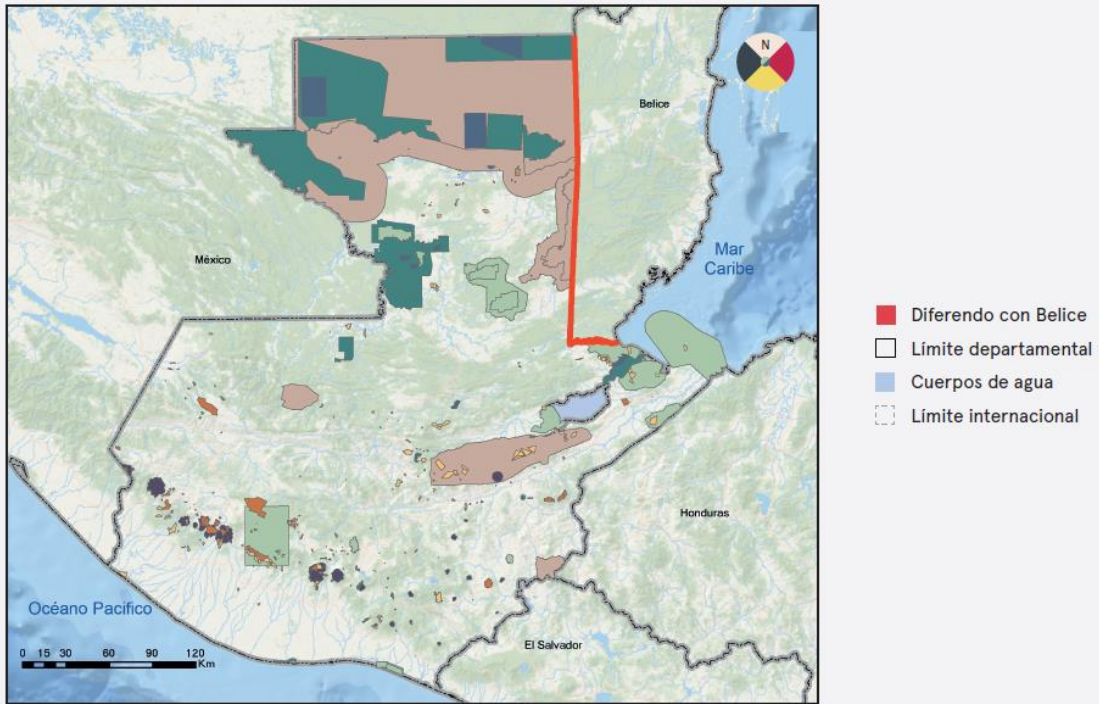 N
Belice
Mar
Caribe
México
Honduras
Océano Pacifico
El Salvador
0 15 30 60 90 120
Km
Diferendo con Belice
Límite departamental
Cuerpos de agua
Límite internacional